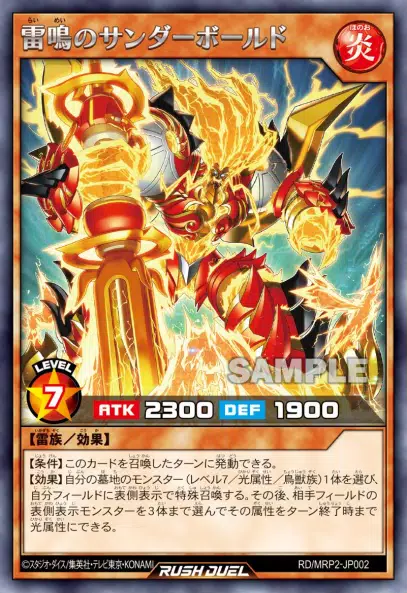 雷鳴のサンダーボールド
炎
SAMPLE
LEVEL
7
ATK 2300 DEF 1900
【雷族／効果】
【条件】このカードを召喚したターンに発動できる。
【効果】自分の墓地のモンスター（レベル7／光属性／鳥獣族）1体を選び、
自分フィールドに表側表示で特殊召喚する。その後、相手フィールドの
表側表示モンスターを3体まで選んでその属性をターン終了時まで
光属性にできる。
©スタジオ・ダイス/集英社・テレビ東京・KONAMI
RUSH DUEL
RD/MRP2-JP002